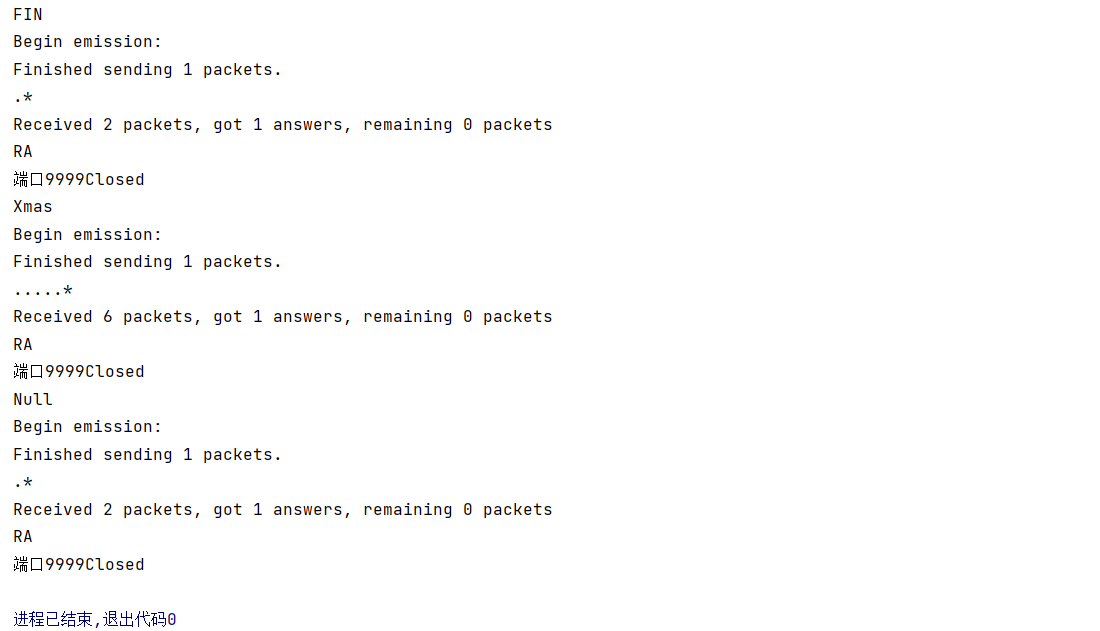 FIN
Begin emission:
Finished sending 1 packets.
.*
Received 2 packets, got 1 answers, remaining 0 packets
RA
端口9999Closed
Xmas
Begin emission:
Finished sending 1 packets.
.....*
Received 6 packets, got 1 answers, remaining 0 packets
RA
端口9999Closed
Null
Begin emission:
Finished sending 1 packets.
.*
Received 2 packets, got 1 answers, remaining 0 packets
RA
端口9999Closed
进程已结束,退出代码0